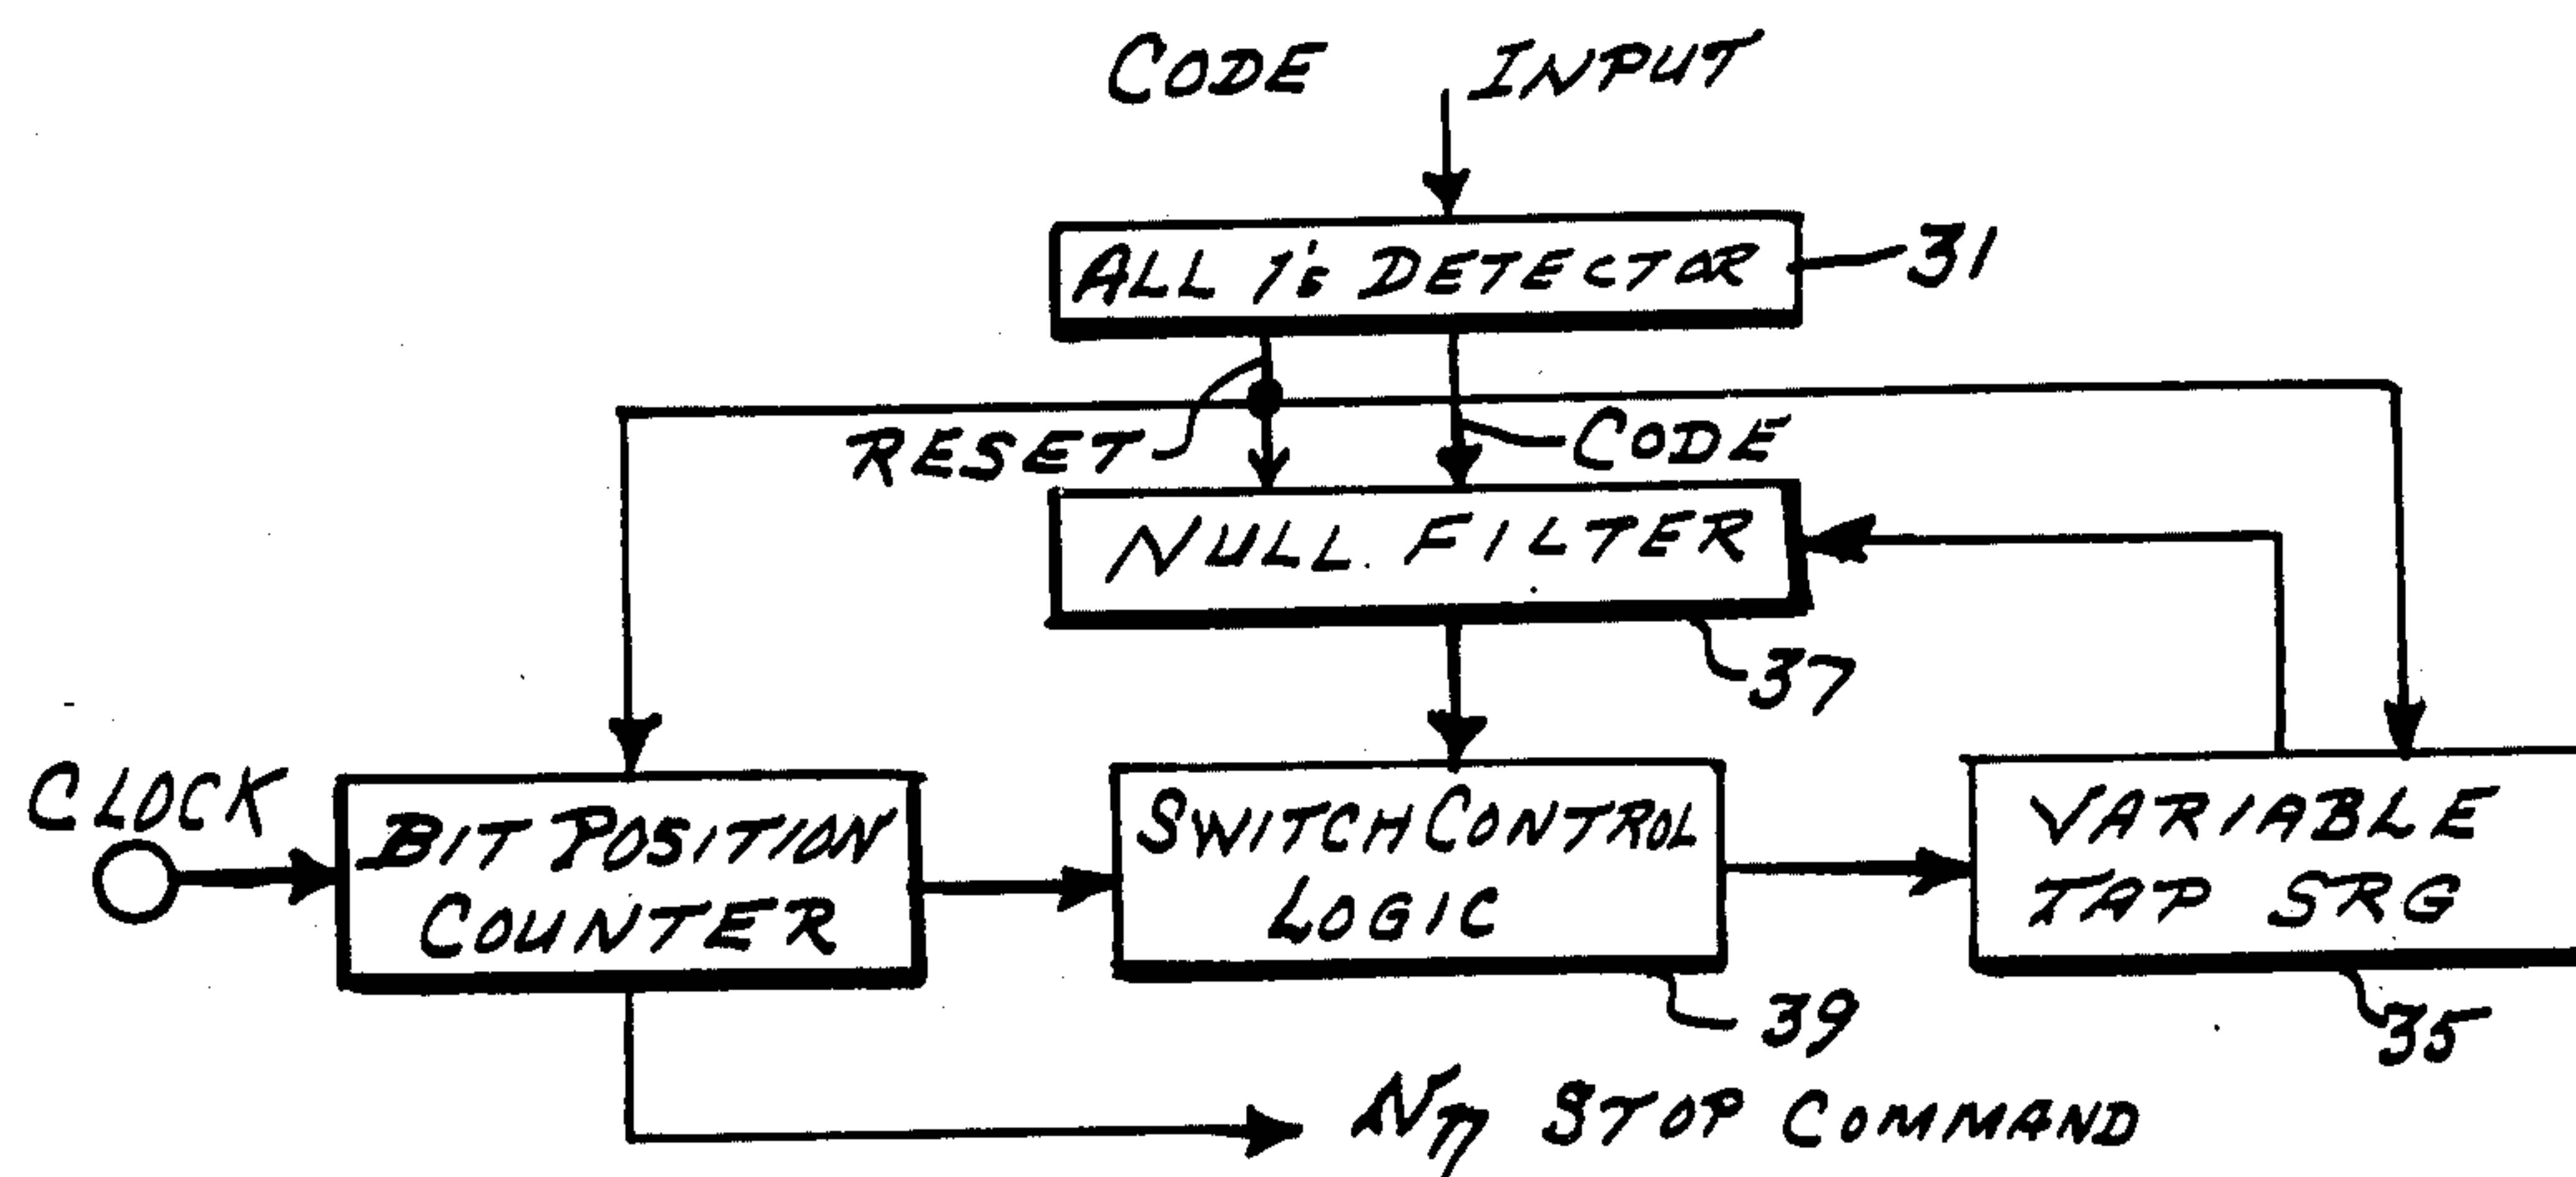 CODE INPUT
ALL 1's DETECTOR
31
RESET
CODE
NULL FILTER
37
CLOCK
BIT POSITION
COUNTER
SWITCH CONTROL
LOGIC
VARIABLE
TAP SRG
39
35
Nη STOP COMMAND